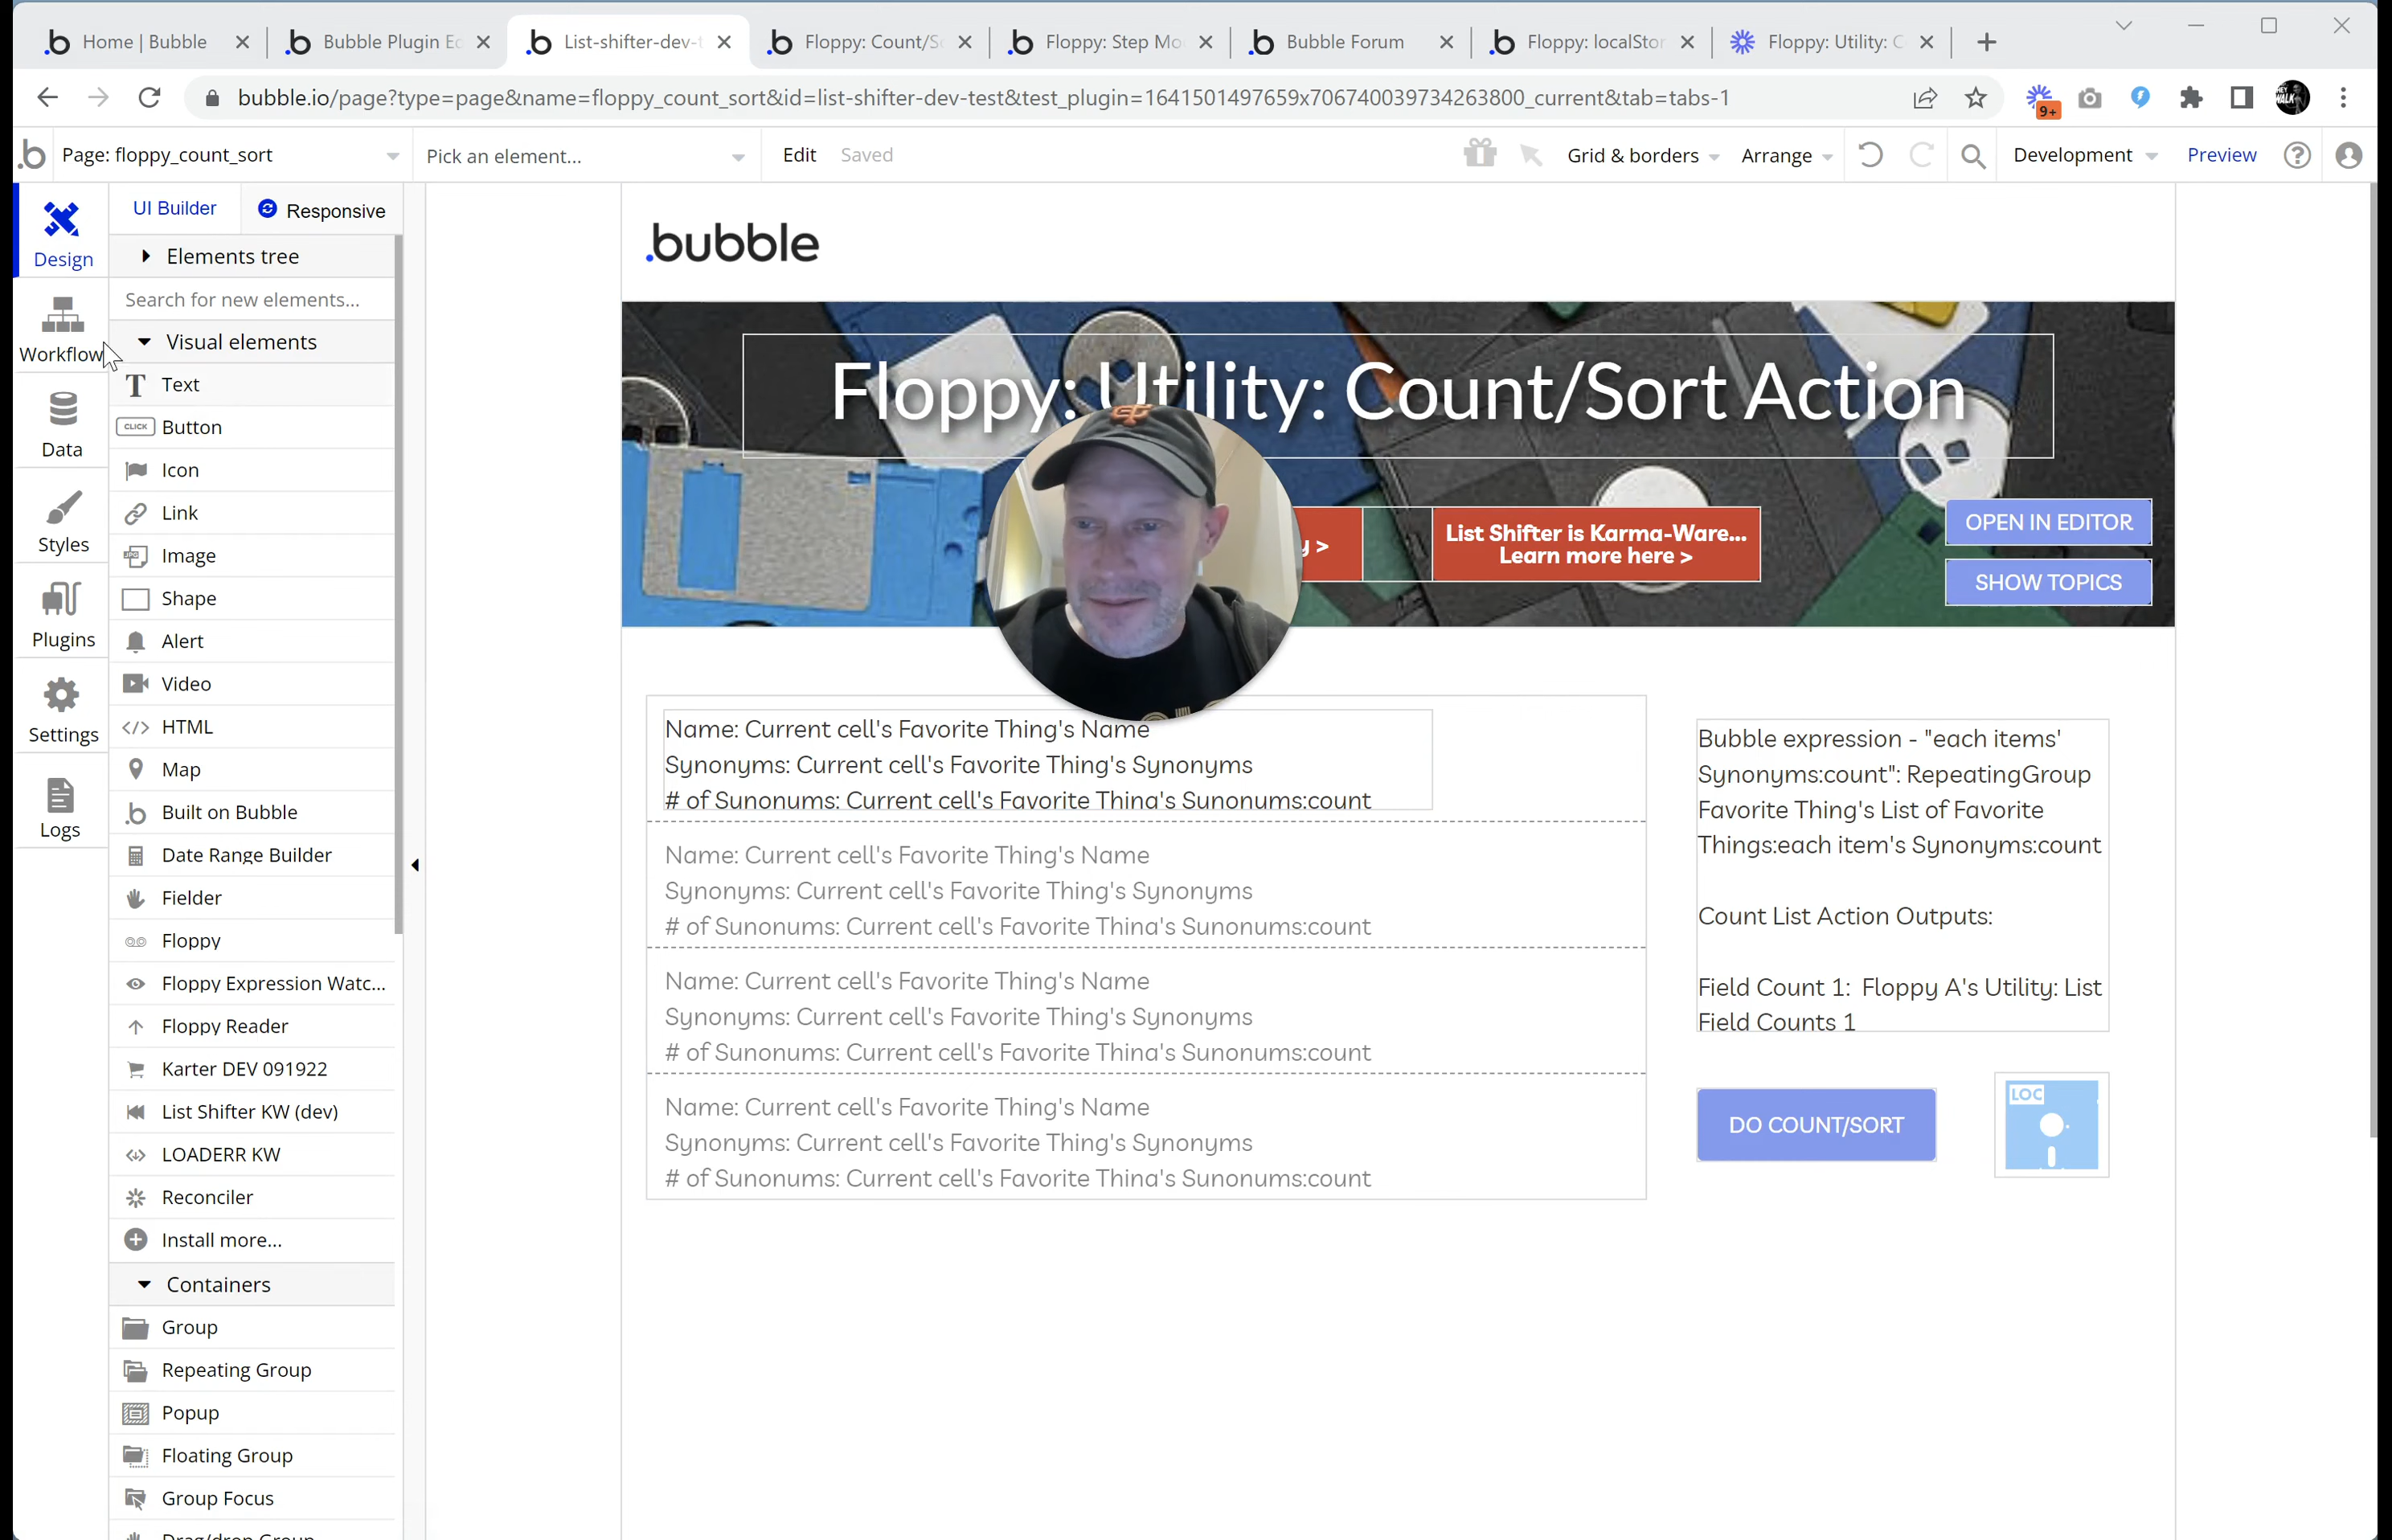 Home | Bubble
Bubble Plugin Ec
List-shifter-dev-t
Floppy: Count/S
Floppy: Step Mo
Bubble Forum
Floppy: localStor
Floppy: Utility: C
bubble.io/page?type=page&name=floppy_count_sort&id=list-shifter-dev-test&test_plugin=1641501497659x706740039734263800_current&tab=tabs-1
9+
.b
Page: floppy_count_sort
Pick an element...
Edit
Saved
Grid & borders
Arrange
Development
Preview
Design
Workflow
Data
Styles
Plugins
Settings
Logs
UI Builder
Responsive
Elements tree
Search for new elements...
Visual elements
Text
CLICK
Button
Icon
Link
Image
Shape
Alert
Video
HTML
Map
Built on Bubble
Date Range Builder
Fielder
Floppy
Floppy Expression Watc...
Floppy Reader
Karter DEV 091922
List Shifter KW (dev)
LOADERR KW
Reconciler
Install more...
Containers
Group
Repeating Group
Popup
Floating Group
Group Focus
Drag/drop Group
.bubble
Floppy: Utility: Count/Sort Action
y >
List Shifter is Karma-Ware...
Learn more here >
OPEN IN EDITOR
SHOW TOPICS
Name: Current cell's Favorite Thing's Name
Synonyms: Current cell's Favorite Thing's Synonyms
# of Sunonums: Current cell's Favorite Thing's Sunonums:count
Name: Current cell's Favorite Thing's Name
Synonyms: Current cell's Favorite Thing's Synonyms
# of Sunonums: Current cell's Favorite Thing's Sunonums:count
Name: Current cell's Favorite Thing's Name
Synonyms: Current cell's Favorite Thing's Synonyms
# of Sunonums: Current cell's Favorite Thing's Sunonums:count
Name: Current cell's Favorite Thing's Name
Synonyms: Current cell's Favorite Thing's Synonyms
# of Sunonums: Current cell's Favorite Thing's Sunonums:count
Bubble expression - "each items'
Synonyms:count": RepeatingGroup
Favorite Thing's List of Favorite
Things:each item's Synonyms:count
Count List Action Outputs:
Field Count 1: Floppy A's Utility: List
Field Counts 1
DO COUNT/SORT
LOC